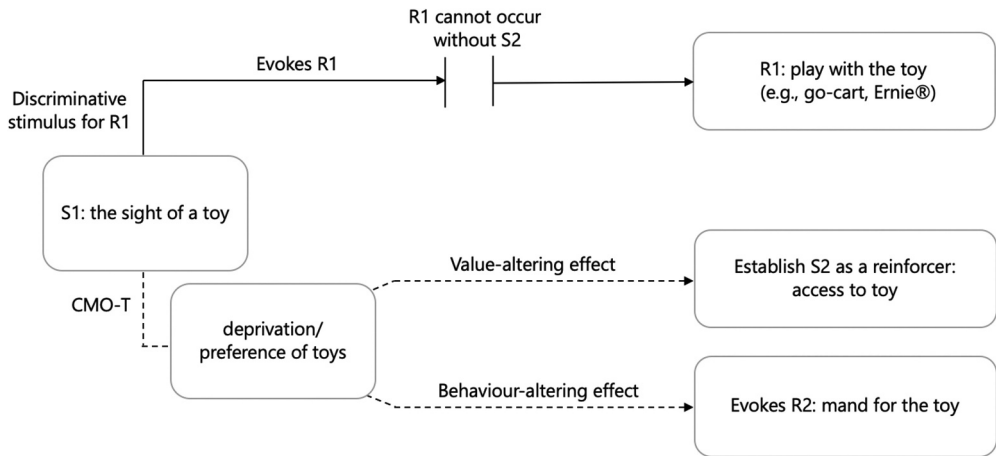 R1 cannot occur
without S2
Evokes R1
R1: play with the toy
(e.g., go-cart, Ernie®)
Discriminative
stimulus for R1
S1: the sight of a toy
Value-altering effect
Establish S2 as a reinforcer:
access to toy
CMO-T
deprivation/
preference of toys
Behaviour-altering effect
Evokes R2: mand for the toy